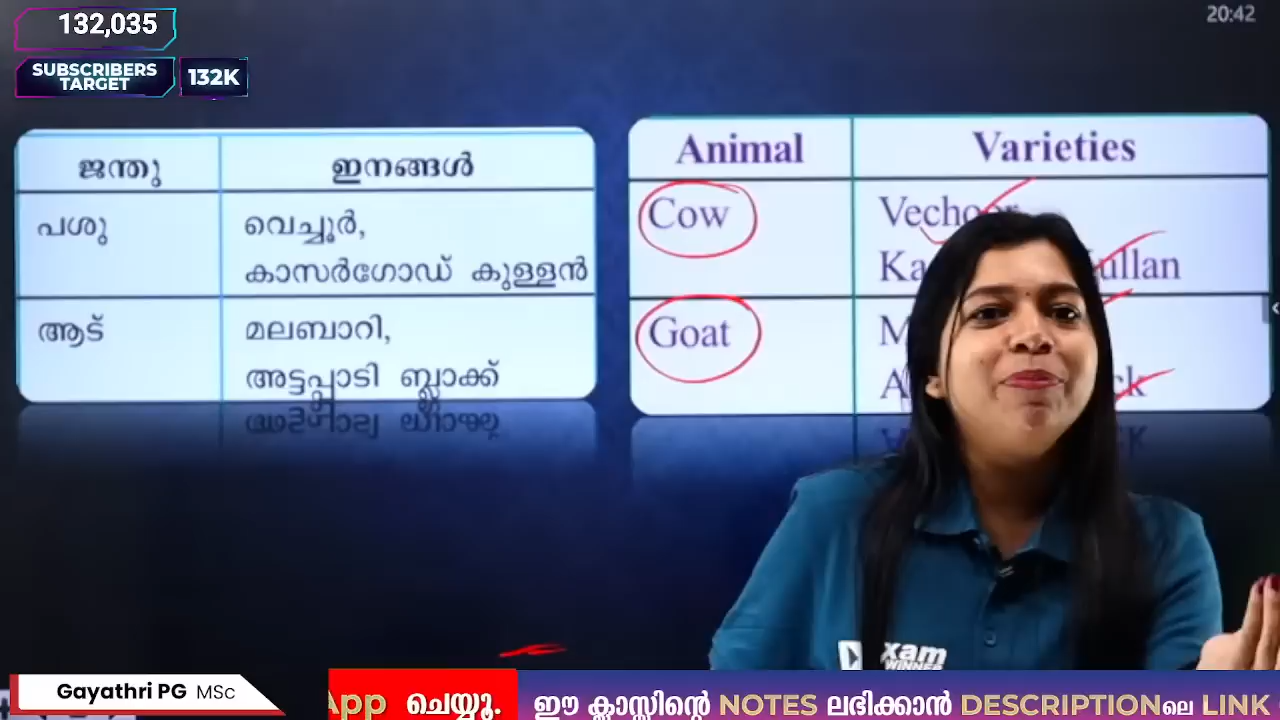 132,035
SUBSCRIBERS
TARGET
132K
20:42
ജന്തു ഇനങ്ങൾ
പശു വെച്ചൂർ,
കാസർഗോഡ് കുള്ളൻ
ആട് മലബാറി,
അട്ടപ്പാടി ബ്ലാക്ക്
Animal Varieties
Cow
Goat
Gayathri PG MSc
App ചെയ്യൂ.
ഈ ക്ലാസ്സിന്റെ NOTES ലഭിക്കാൻ DESCRIPTIONലെ LINK